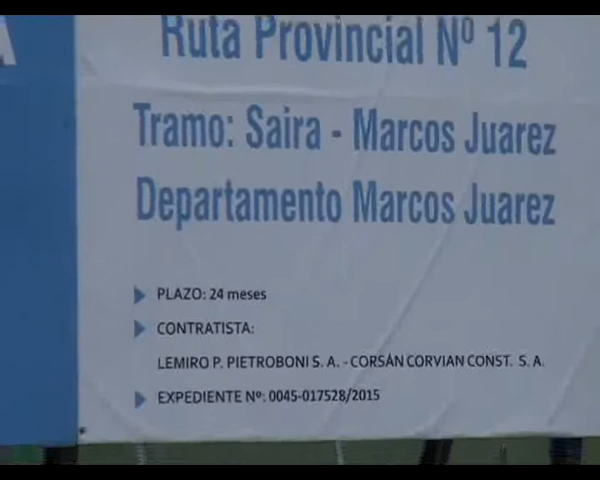 A
Ruta Provincial Nº 12
Tramo: Saira - Marcos Juarez
Departamento Marcos Juarez
PLAZO: 24 meses
CONTRATISTA:
LEMIRO P. PIETROBONI S. A. - CORSÁN CORVIAN CONST. S. A.
EXPEDIENTE Nº: 0045-017528/2015